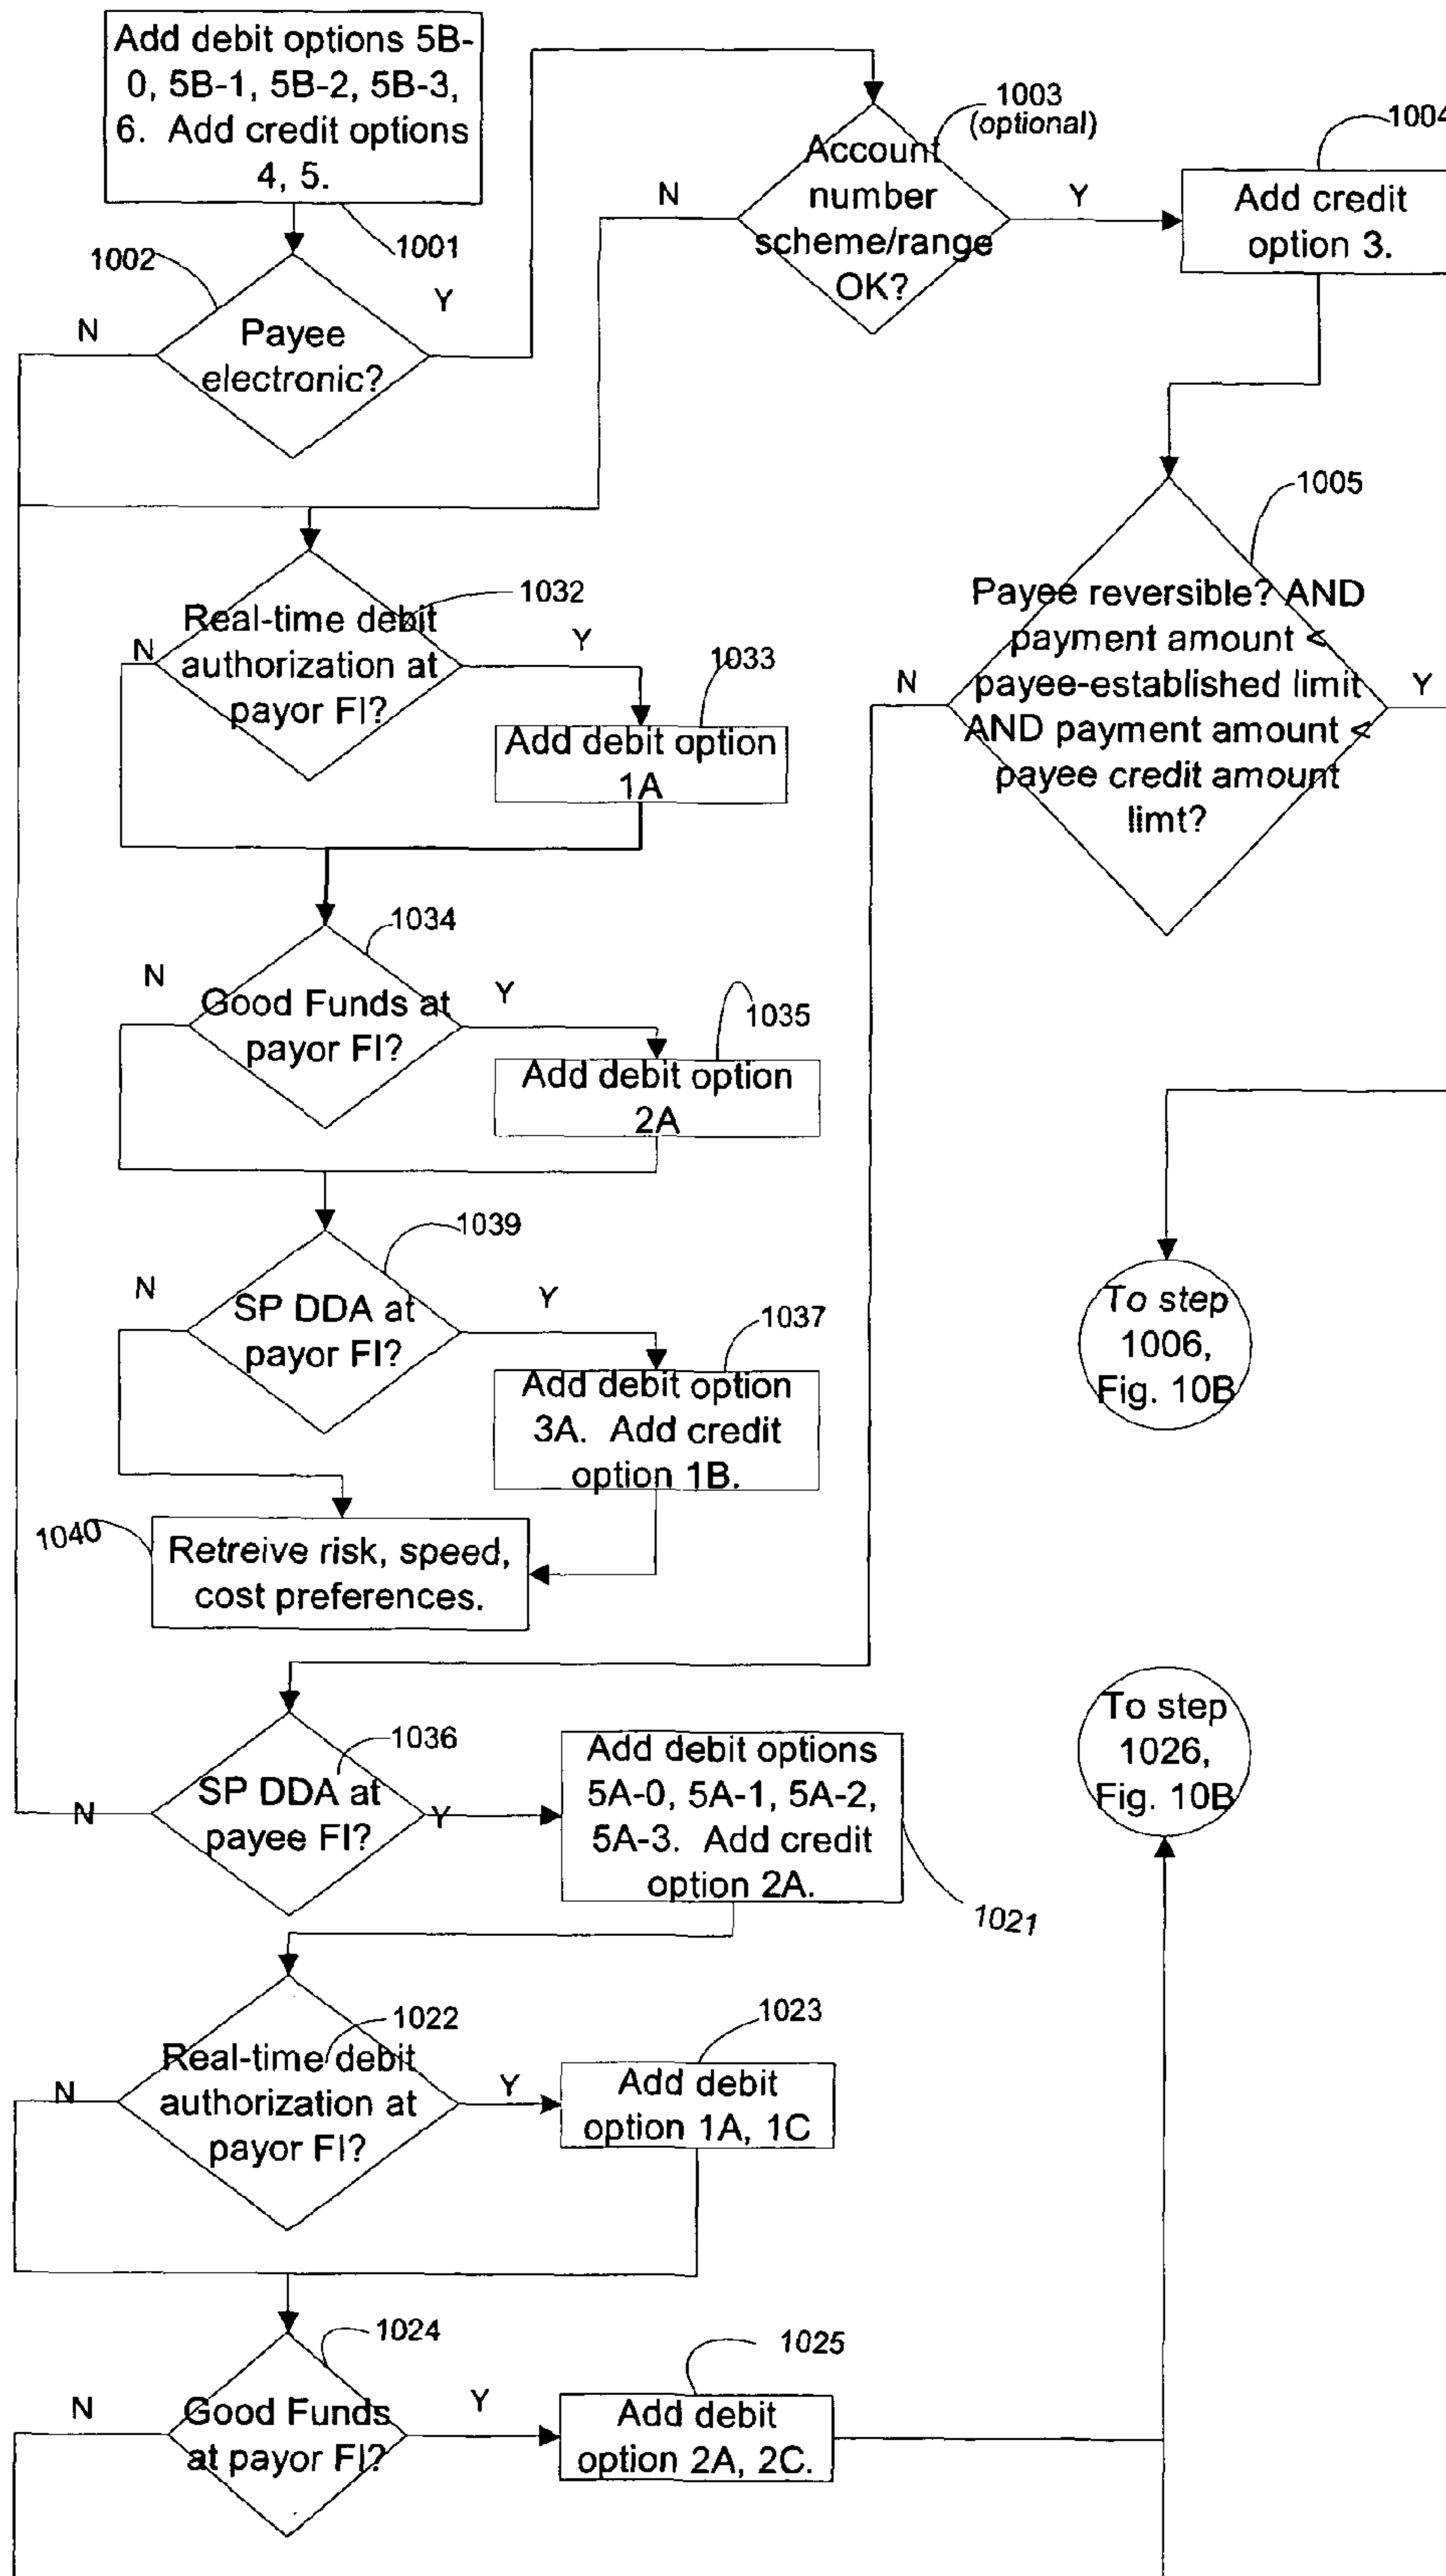 Add debit options 5B-
0, 5B-1, 5B-2, 5B-3,
6. Add credit options
4, 5.
1001
1002
N
Y
Payee
electronic?
1003
(optional)
Account
number
scheme/range
OK?
N
Y
1004
Add credit
option 3.
1005
Payee reversible? AND
payment amount <
payee-established limit
AND payment amount <
payee credit amount
limt?
N
Y
1032
Real-time debit
authorization at
payor FI?
N
Y
1033
Add debit option
1A
1034
N
Y
Good Funds at
payor FI?
1035
Add debit option
2A
1039
N
Y
SP DDA at
payor FI?
1037
Add debit option
3A. Add credit
option 1B.
1040
Retreive risk, speed,
cost preferences.
To step
1006,
Fig. 10B
1036
SP DDA at
payee FI?
N
Y
Add debit options
5A-0, 5A-1, 5A-2,
5A-3. Add credit
option 2A.
1021
To step
1026,
Fig. 10B
1022
Real-time debit
authorization at
payor FI?
N
Y
1023
Add debit
option 1A, 1C
1024
N
Y
Good Funds
at payor FI?
1025
Add debit
option 2A, 2C.